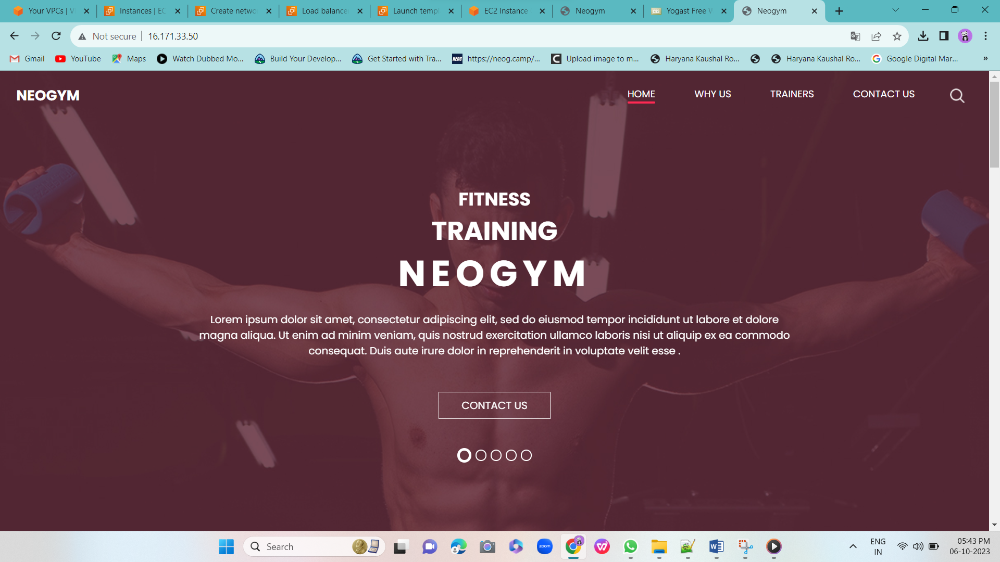 Your VPCs | V
Instances | EC
Create netwo
Load balance
Launch templ
EC2 Instance
Neogym
Yogast Free W
Neogym
Not secure
16.171.33.50
Gmail
YouTube
Maps
Watch Dubbed Mo...
Build Your Develop...
Get Started with Tra...
NEOG
https://neog.camp/...
Upload image to m...
Haryana Kaushal Ro...
Haryana Kaushal Ro...
Google Digital Mar...
»
NEOGYM
HOME
WHY US
TRAINERS
CONTACT US
FITNESS
TRAINING
NEOGYM
Lorem ipsum dolor sit amet, consectetur adipiscing elit, sed do eiusmod tempor incididunt ut labore et dolore
magna aliqua. Ut enim ad minim veniam, quis nostrud exercitation ullamco laboris nisi ut aliquip ex ea commodo
consequat. Duis aute irure dolor in reprehenderit in voluptate velit esse .
CONTACT US
Search
zoom
ENG
IN
05:43 PM
06-10-2023